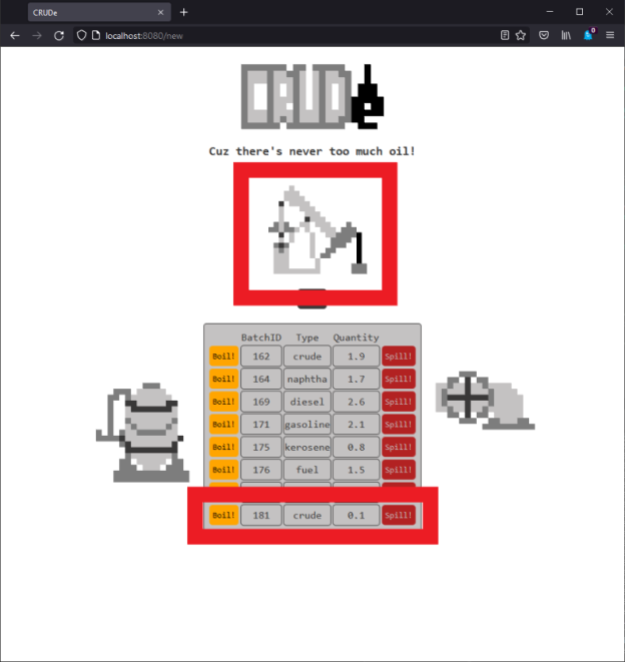 CRUDe
localhost:8080/new
CRUDe
Cuz there's never too much oil!
BatchID Type Quantity
Boil! 162 crude 1.9 Spill!
Boil! 164 naphtha 1.7 Spill!
Boil! 169 diesel 2.6 Spill!
Boil! 171 gasoline 2.1 Spill!
Boil! 175 kerosene 0.8 Spill!
Boil! 176 fuel 1.5 Spill!
Boil! 181 crude 0.1 Spill!